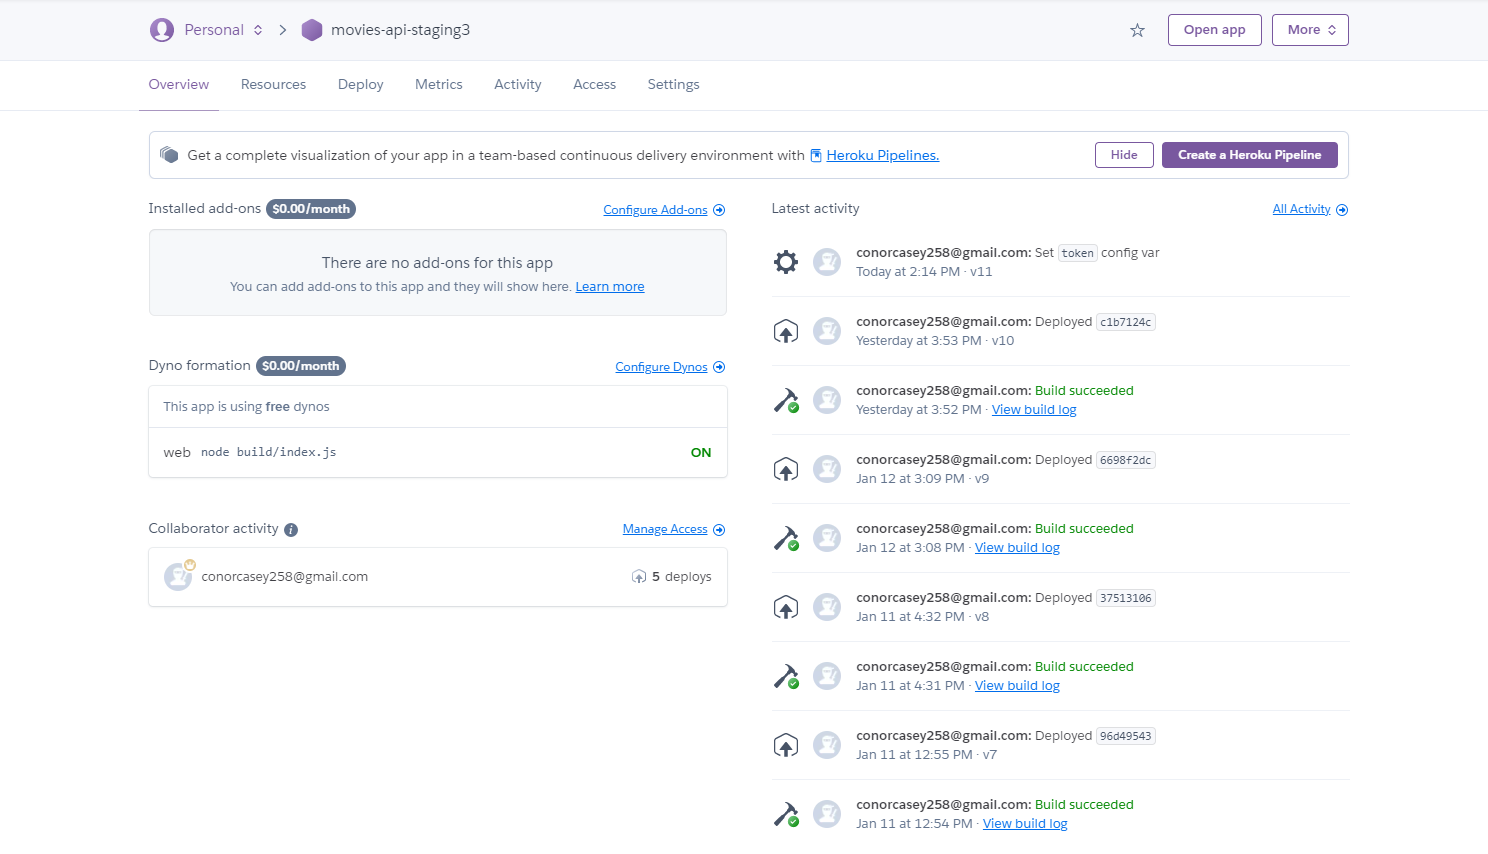 Personal
movies-api-staging3
Open app
More
Overview
Resources
Deploy
Metrics
Activity
Access
Settings
Get a complete visualization of your app in a team-based continuous delivery environment with Heroku Pipelines.
Hide
Create a Heroku Pipeline
Installed add-ons $0.00/month
Configure Add-ons
There are no add-ons for this app
You can add add-ons to this app and they will show here. Learn more
Dyno formation $0.00/month
Configure Dynos
This app is using free dynos
web node build/index.js
ON
Collaborator activity i
Manage Access
conorcasey258@gmail.com
5 deploys
Latest activity
All Activity
conorcasey258@gmail.com: Set token config var
Today at 2:14 PM · v11
conorcasey258@gmail.com: Deployed c1b7124c
Yesterday at 3:53 PM · v10
conorcasey258@gmail.com: Build succeeded
Yesterday at 3:52 PM · View build log
conorcasey258@gmail.com: Deployed 6698f2dc
Jan 12 at 3:09 PM · v9
conorcasey258@gmail.com: Build succeeded
Jan 12 at 3:08 PM · View build log
conorcasey258@gmail.com: Deployed 37513106
Jan 11 at 4:32 PM · v8
conorcasey258@gmail.com: Build succeeded
Jan 11 at 4:31 PM · View build log
conorcasey258@gmail.com: Deployed 96d49543
Jan 11 at 12:55 PM · v7
conorcasey258@gmail.com: Build succeeded
Jan 11 at 12:54 PM · View build log